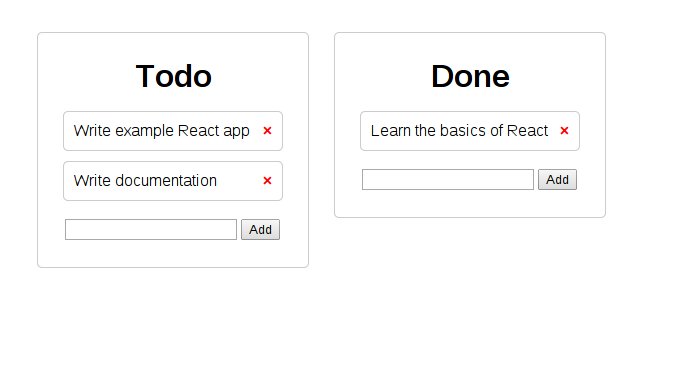 Todo
Write example React app ×
Write documentation ×
Add
Done
Learn the basics of React ×
Add